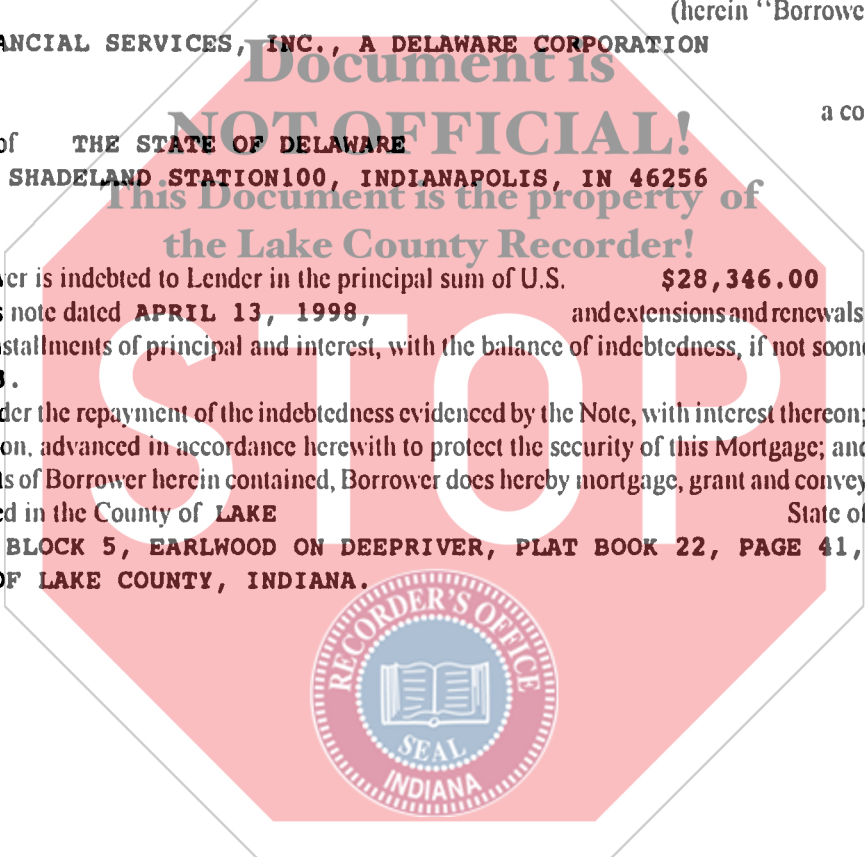 (herein "Borrowe
ANCIAL SERVICES, INC., A DELAWARE CORPORATION
Document is
a co
NOT OFFICIAL!
of THE STATE OF DELAWARE
SHADELAND STATION100, INDIANAPOLIS, IN 46256
This Document is the property of
the Lake County Recorder!
er is indebted to Lender in the principal sum of U.S. $28,346.00
s note dated APRIL 13, 1998, and extensions and renewals
stallments of principal and interest, with the balance of indebtedness, if not soone
der the repayment of the indebtedness evidenced by the Note, with interest thereon;
on, advanced in accordance herewith to protect the security of this Mortgage; and
s of Borrower herein contained, Borrower does hereby mortgage, grant and convey
STOP
ed in the County of LAKE State of
BLOCK 5, EARLWOOD ON DEEPRIVER, PLAT BOOK 22, PAGE 41,
OF LAKE COUNTY, INDIANA.
RECORDER'S OFFICE
SEAL
INDIANA